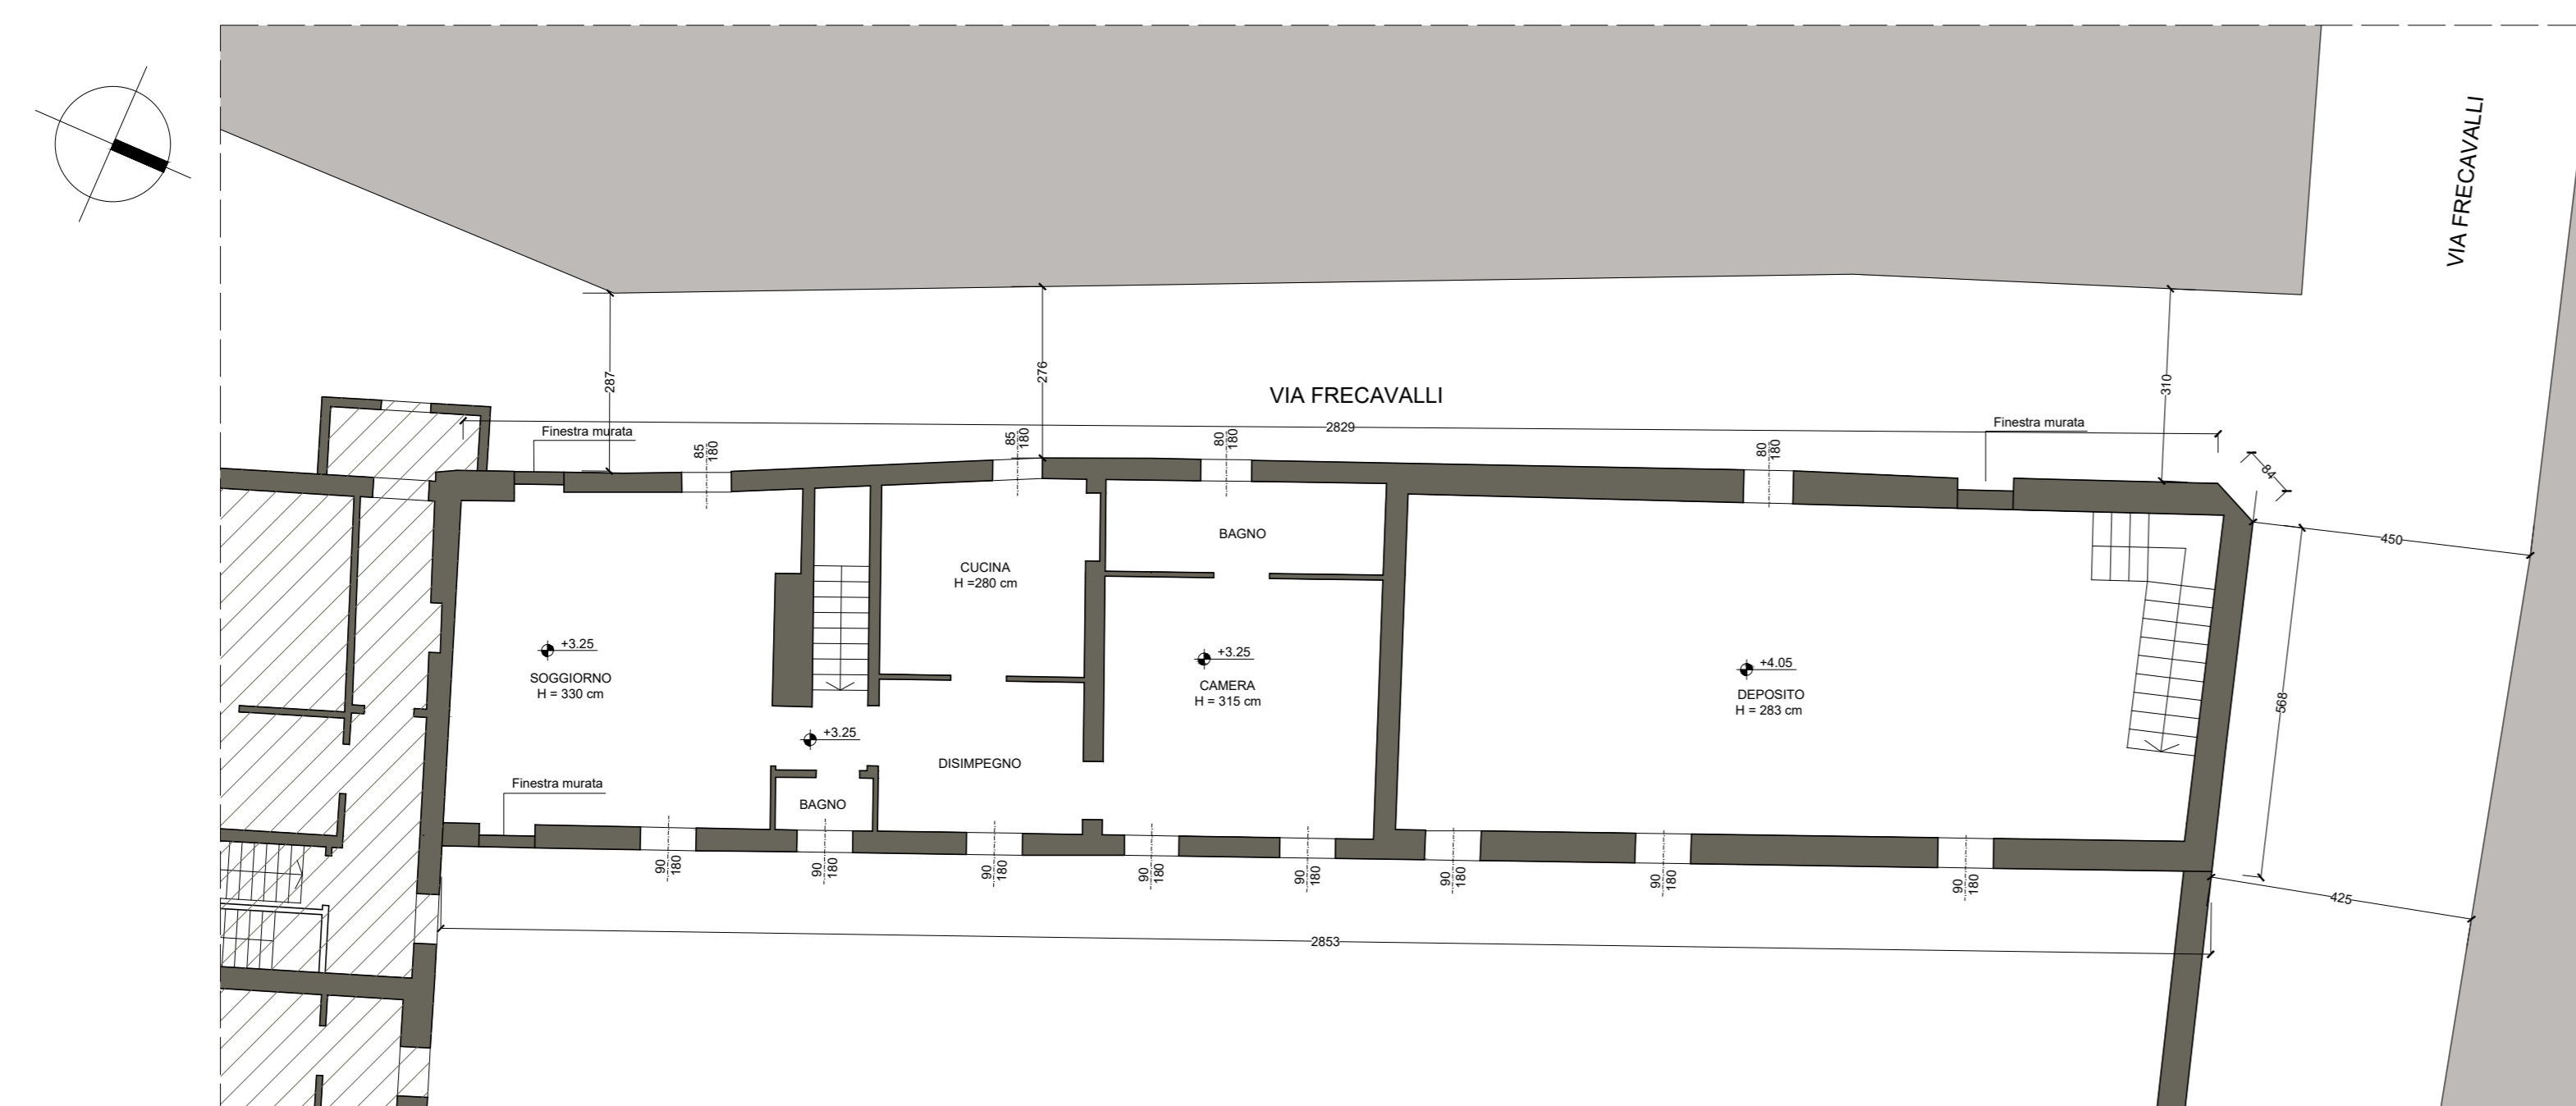 VIA FRECAVALLI
287
276
310
VIA FRECAVALLI
2829
Finestra murata
Finestra murata
85
180
85
180
80
180
80
180
84
450
568
425
BAGNO
CUCINA
H =280 cm
+3.25
SOGGIORNO
H = 330 cm
+3.25
CAMERA
H = 315 cm
+4.05
DEPOSITO
H = 283 cm
+3.25
DISIMPEGNO
Finestra murata
BAGNO
90
180
90
180
90
180
90
180
90
180
90
180
90
180
90
180
2853